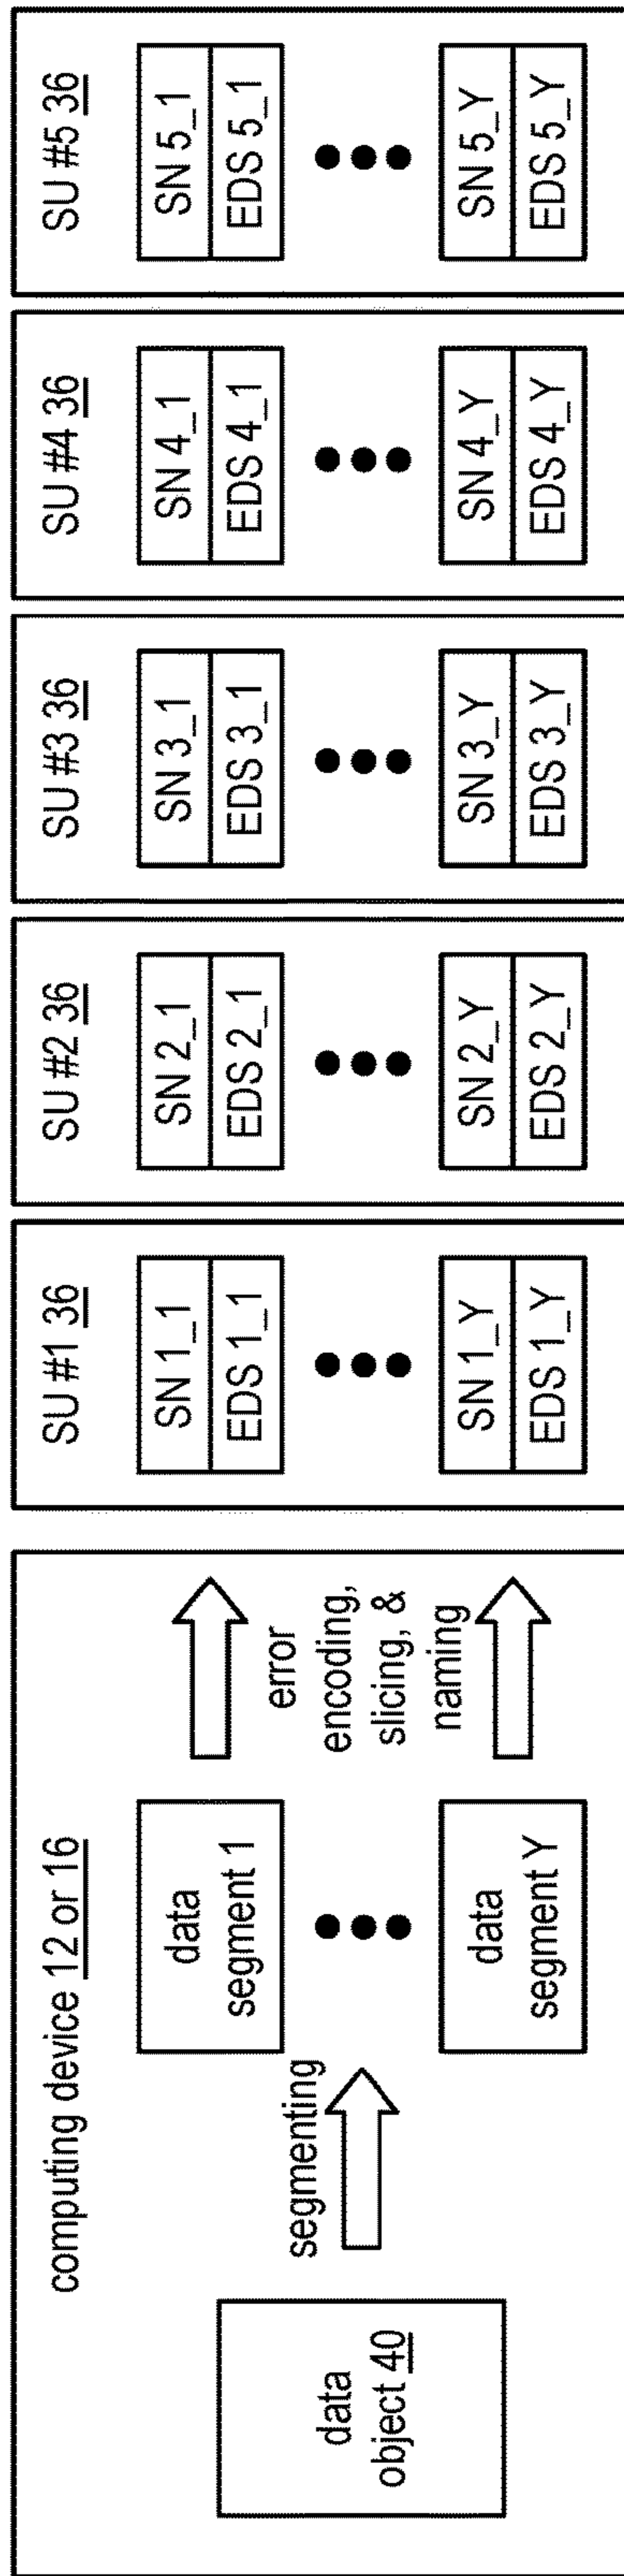 computing device 12 or 16
data
object 40
segmenting
data
segment 1
data
segment Y
error
encoding,
slicing, &
naming
SU #1 36
SN 1_1
EDS 1_1
SN 1_Y
EDS 1_Y
SU #2 36
SN 2_1
EDS 2_1
SN 2_Y
EDS 2_Y
SU #3 36
SN 3_1
EDS 3_1
SN 3_Y
EDS 3_Y
SU #4 36
SN 4_1
EDS 4_1
SN 4_Y
EDS 4_Y
SU #5 36
SN 5_1
EDS 5_1
SN 5_Y
EDS 5_Y